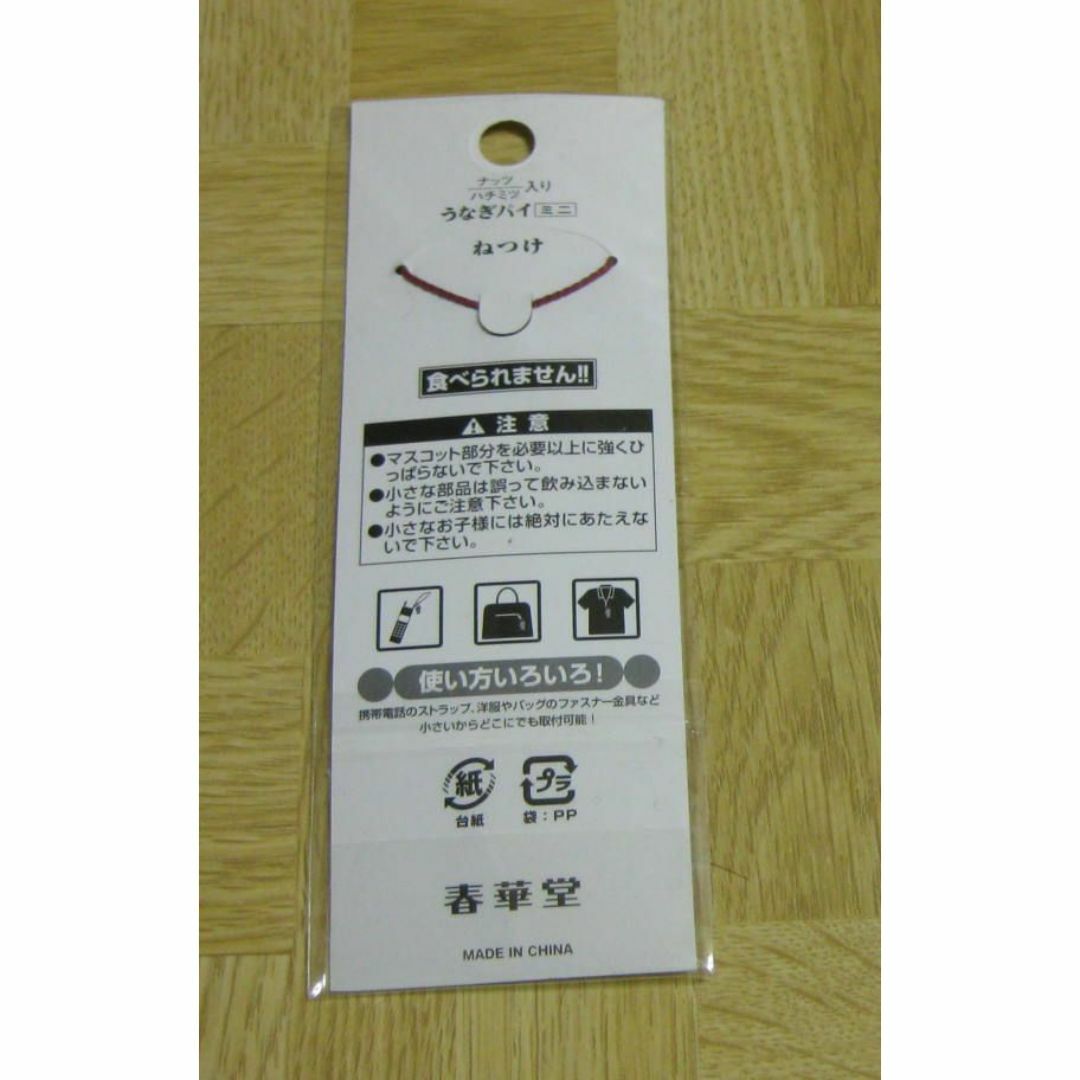 ナッツ
ハチミツ入り
うなぎパイ ミニ
ねつけ
食べられません!!
⚠注意
●マスコット部分を必要以上に強くひ
っぱらないで下さい。
●小さな部品は誤って飲み込まない
ようにご注意下さい。
●小さなお子様には絶対にあたえな
いで下さい。
使い方いろいろ!
携帯電話のストラップ、洋服やバッグのファスナー金具など
小さいからどこにでも取付可能!
紙 プラ
台紙 袋:PP
春華堂
MADE IN CHINA